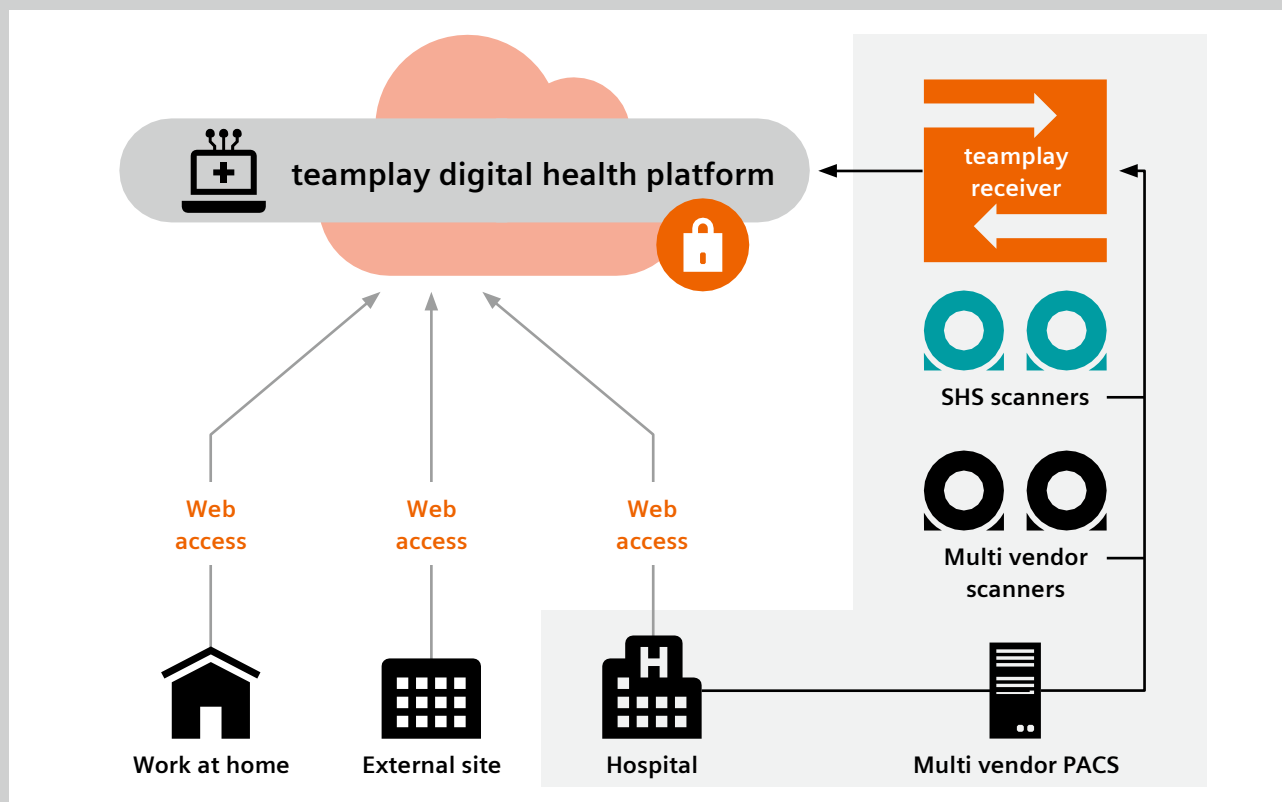 teamplay digital health platform
teamplay
receiver
SHS scanners
Multi vendor
scanners
Web
access
Web
access
Web
access
H
Work at home
External site
Hospital
Multi vendor PACS